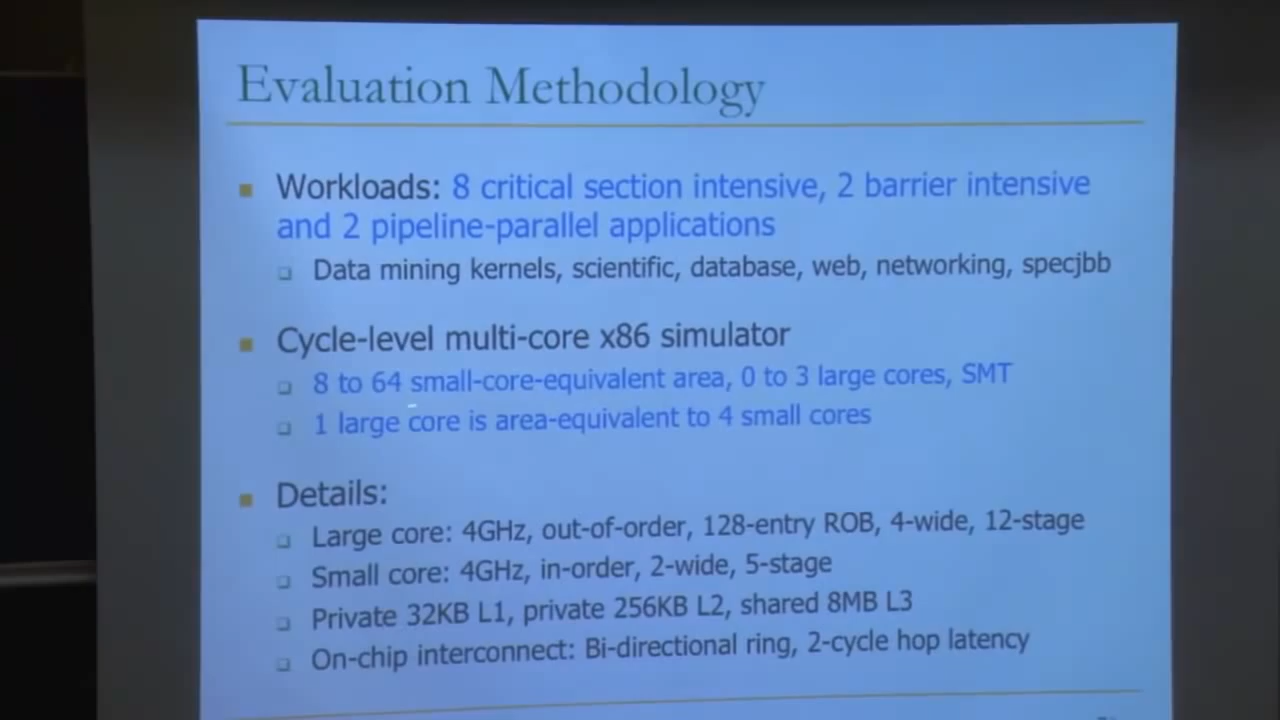 Evaluation Methodology
Workloads: 8 critical section intensive, 2 barrier intensive
and 2 pipeline-parallel applications
Data mining kernels, scientific, database, web, networking, specjbb
Cycle-level multi-core x86 simulator
8 to 64 small-core-equivalent area, 0 to 3 large cores, SMT
1 large core is area-equivalent to 4 small cores
Details:
Large core: 4GHz, out-of-order, 128-entry ROB, 4-wide, 12-stage
Small core: 4GHz, in-order, 2-wide, 5-stage
Private 32KB L1, private 256KB L2, shared 8MB L3
On-chip interconnect: Bi-directional ring, 2-cycle hop latency